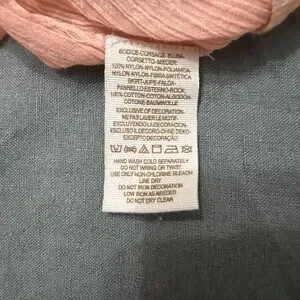 BODICE-CORSAGE-BLUSA-
CORSETTO-MIEDER:
100% NYLON-NYLON-POLIAMIDA-
NYLON-NYLON-FIBRA SINTÉTICA
SKIRT-JUPE-FALDA-
PANNELLO ESTERNO-ROCK:
100% COTTON-COTON-ALGODÓN
COTONE-BAUMWOLLE
EXCLUSIVE OF DECORATION-
NE PAS LAVER LE MOTIF-
EXCLUYENDO LA DECORACIÓN-
ESCLUSO IL DECORO-OHNE DEKO-
EXCEPTO DECORAÇÃO
HAND WASH COLD SEPARATELY
DO NOT WRING OR TWIST
USE ONLY NON-CHLORINE BLEACH
LINE DRY
DO NOT IRON DECORATION
LOW IRON AS NEEDED
DO NOT DRY CLEAN